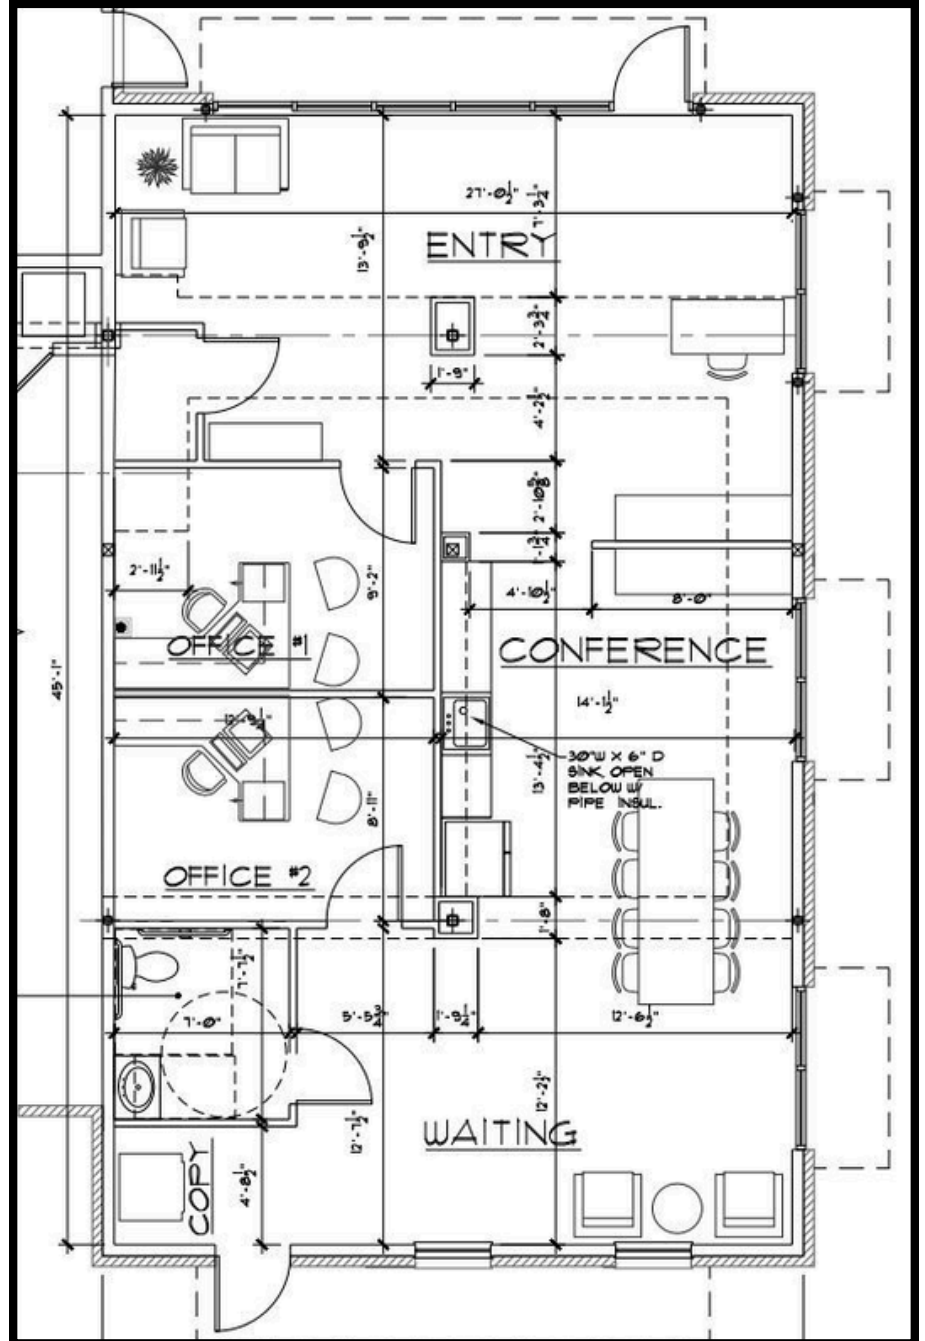 27'-0½"
7'-3½"
ENTRY
13'-9½"
2'-3¾"
1'-9"
4'-2½"
2'-10⅝"
1'-1¾"
2'-11½"
9'-2"
4'-10½"
8'-0"
OFFICE #1
CONFERENCE
45'-1"
14'-1½"
13'-4½"
30"W X 6" D
SINK, OPEN
BELOW W/
PIPE INSUL.
8'-11"
OFFICE #2
1'-8"
7'-7½"
7'-0"
5'-5¾"
1'-9¼"
12'-6½"
12'-2½"
12'-7½"
WAITING
COPY
4'-8½"